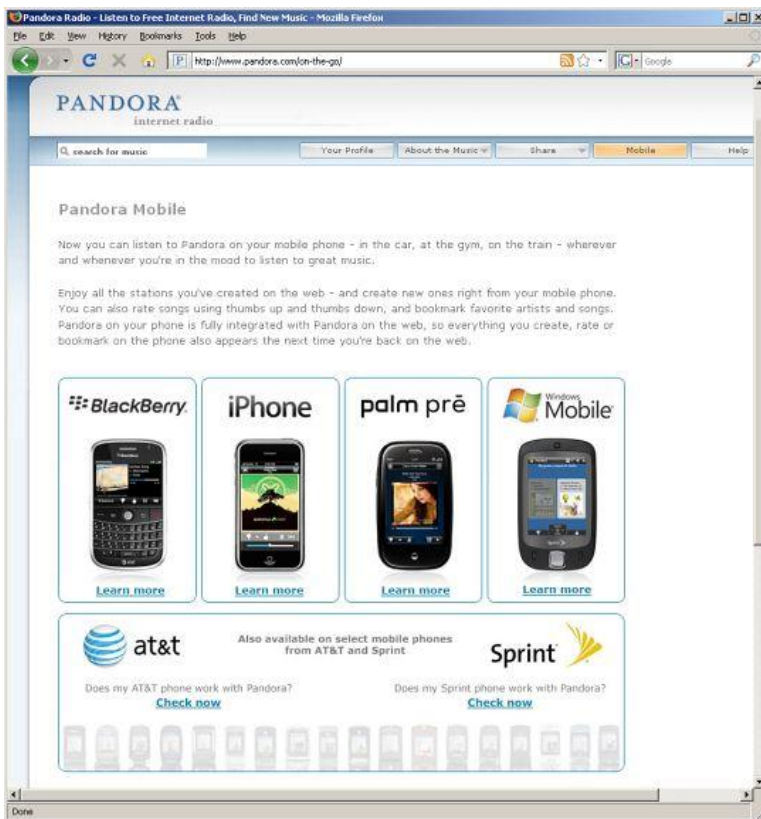 Pandora Radio - Listen to Free Internet Radio, Find New Music - Mozilla Firefox
File Edit View History Bookmarks Tools Help
http://www.pandora.com/on-the-go/
Google
PANDORA®
internet radio
search for music
Your Profile
About the Music
Share
Mobile
Help
Pandora Mobile
Now you can listen to Pandora on your mobile phone - in the car, at the gym, on the train - wherever
and whenever you're in the mood to listen to great music.
Enjoy all the stations you've created on the web - and create new ones right from your mobile phone.
You can also rate songs using thumbs up and thumbs down, and bookmark favorite artists and songs.
Pandora on your phone is fully integrated with Pandora on the web, so everything you create, rate or
bookmark on the phone also appears the next time you're back on the web.
BlackBerry.
iPhone
palm prē
Windows
Mobile
Learn more
Learn more
Learn more
Learn more
at&t
Also available on select mobile phones
from AT&T and Sprint
Sprint
Does my AT&T phone work with Pandora?
Check now
Does my Sprint phone work with Pandora?
Check now
Done